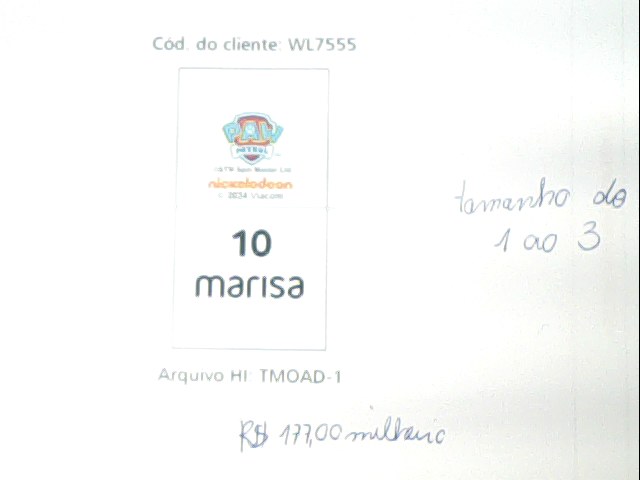 Cód. do cliente: WL7555
PAW
PATROL
nickelodeon
© 2024 Viacom
10
marisa
tamanho do
1 ao 3
Arquivo HI TMOAD-1
R$ 177,00 milheiro